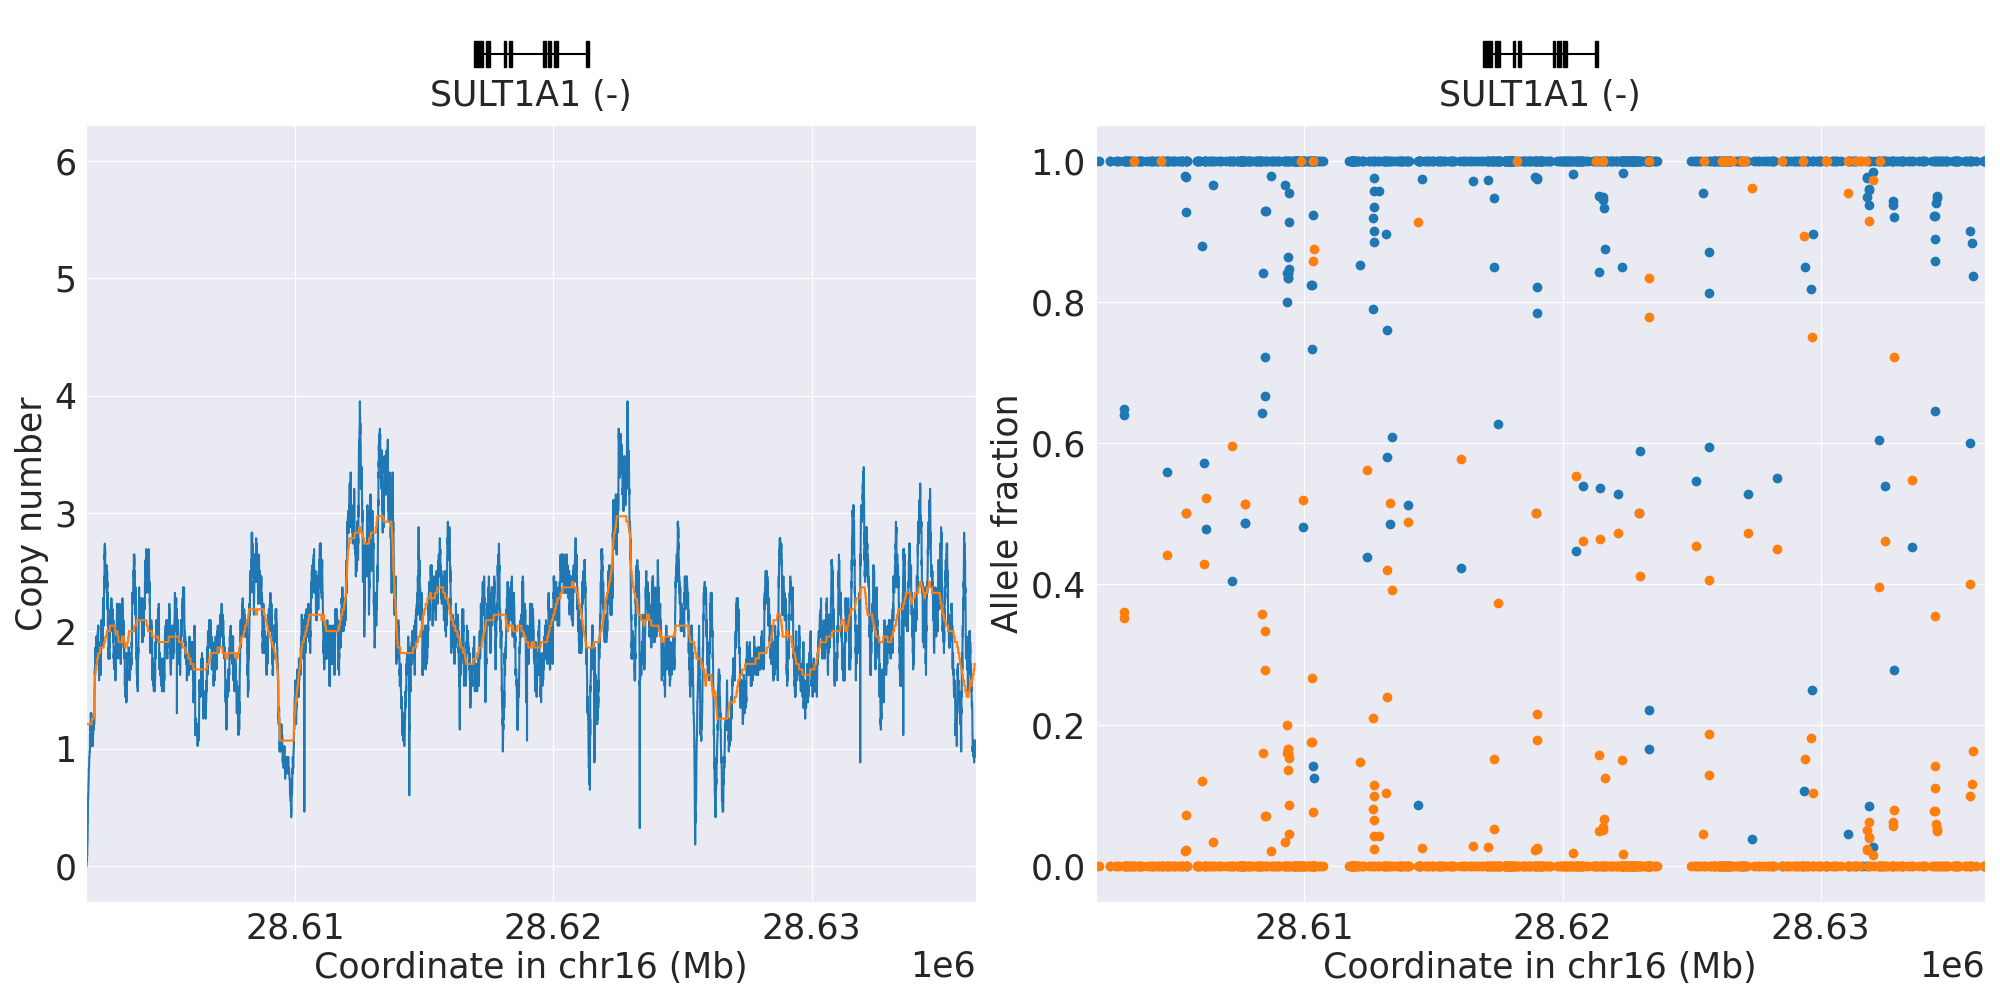 SULT1A1 (-)
SULT1A1 (-)
Copy number
6
5
4
3
2
1
0
28.61
28.62
28.63
Coordinate in chr16 (Mb)
1e6
Allele fraction
1.0
0.8
0.6
0.4
0.2
0.0
28.61
28.62
28.63
Coordinate in chr16 (Mb)
1e6